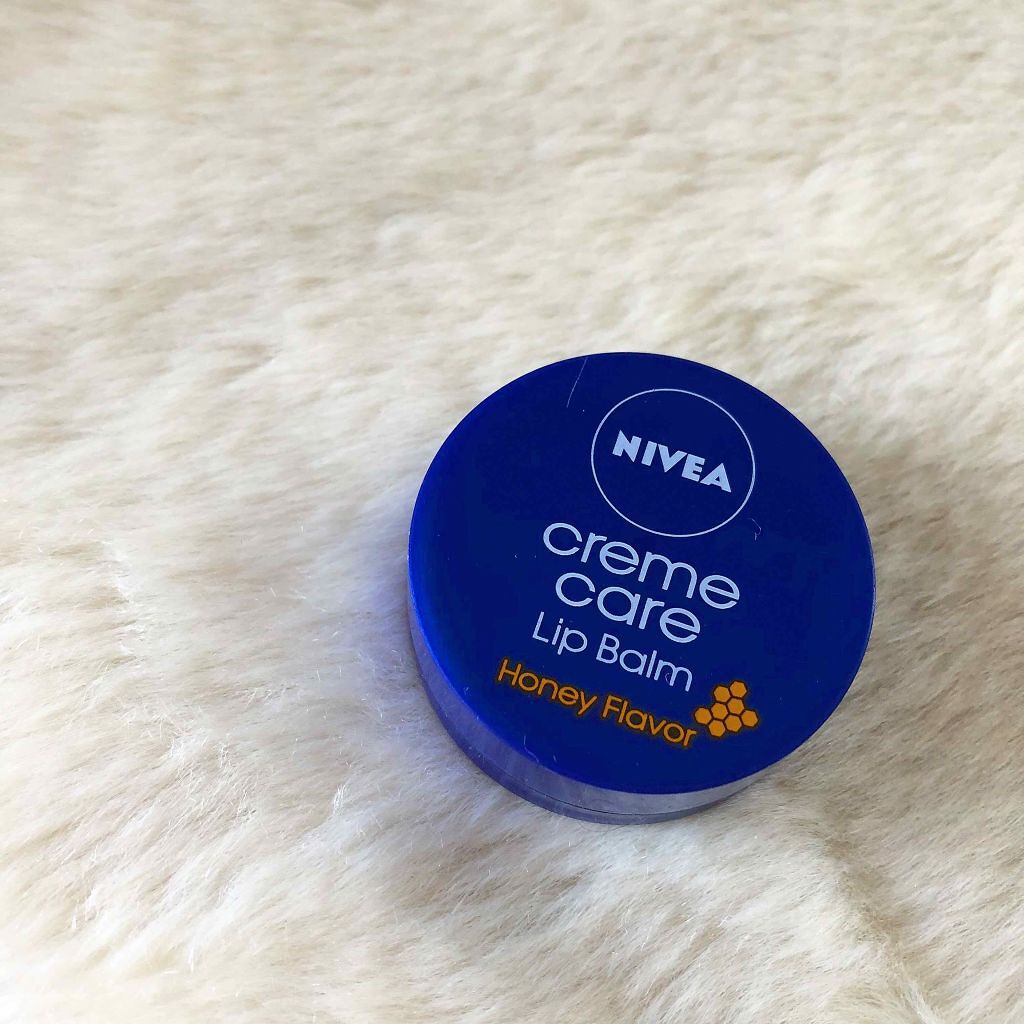 NIVEA
creme
care
Lip Balm
Honey Flavor